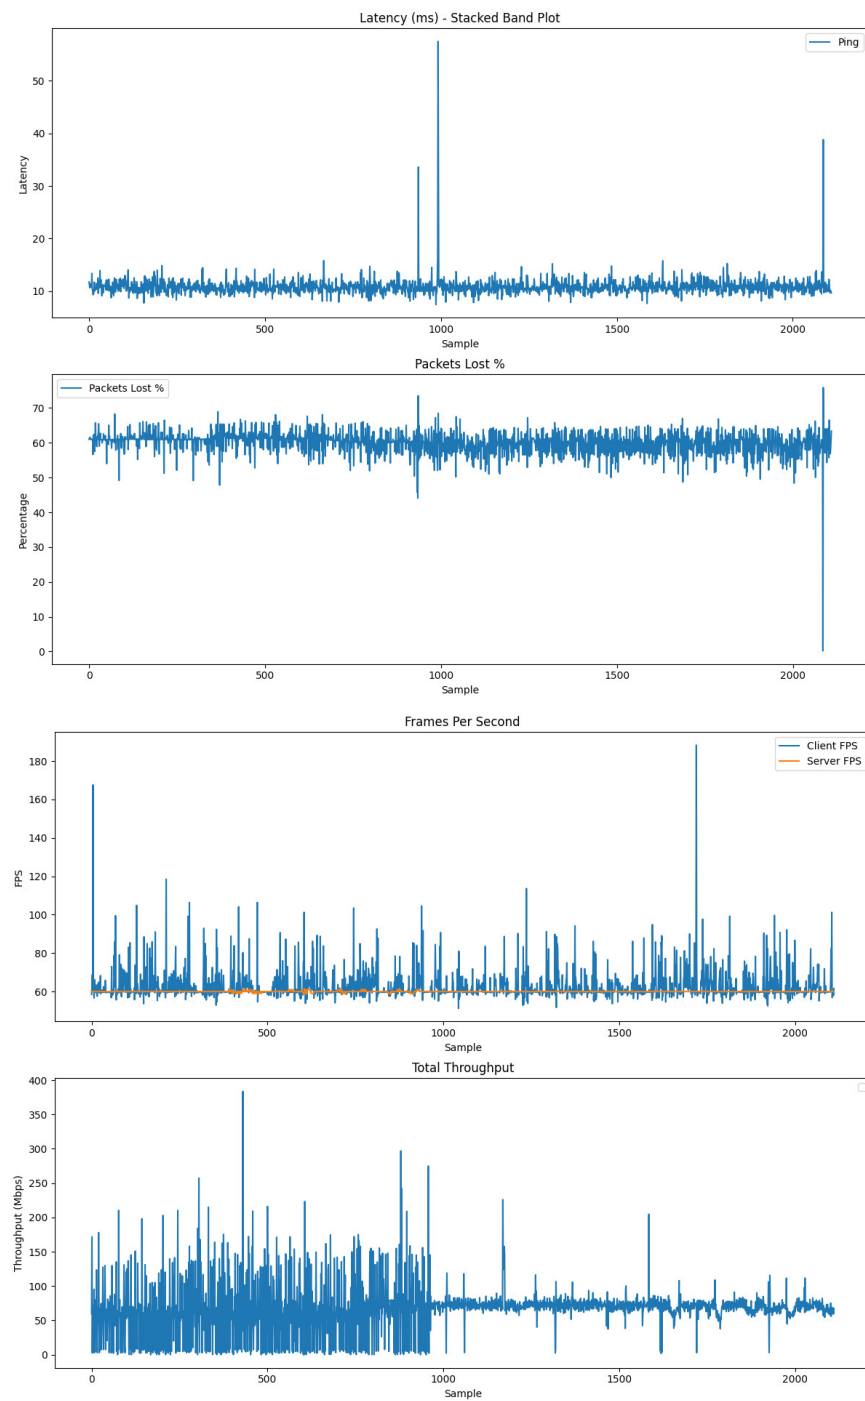 Latency (ms) - Stacked Band Plot
Ping
50
40
30
20
10
Latency
0 500 1000 1500 2000
Sample
Packets Lost %
Packets Lost %
70
60
50
40
30
20
10
0
Percentage
0 500 1000 1500 2000
Sample
Frames Per Second
Client FPS
Server FPS
180
160
140
120
100
80
60
FPS
0 500 1000 1500 2000
Sample
Total Throughput
400
350
300
250
200
150
100
50
0
Throughput (Mbps)
0 500 1000 1500 2000
Sample